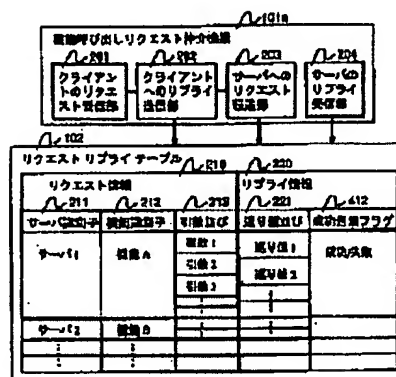 101a
機能呼び出しリクエスト仲介機構
201
202
203
204
クライアン
トのリクエ
スト受信部
クライアント
へのリプライ
送信部
サーバへの
リクエスト
転送部
サーバの
リプライ
受信部
102
リクエスト リプライ テーブル
210
220
リクエスト情報
リプライ情報
211
212
213
221
412
サーバ識別子
機能識別子
引数並び
返り値並び
成功失敗フラグ
サーバ1
機能A
引数1
引数2
引数3
返り値1
返り値2
成功/失敗
サーバ2
機能B